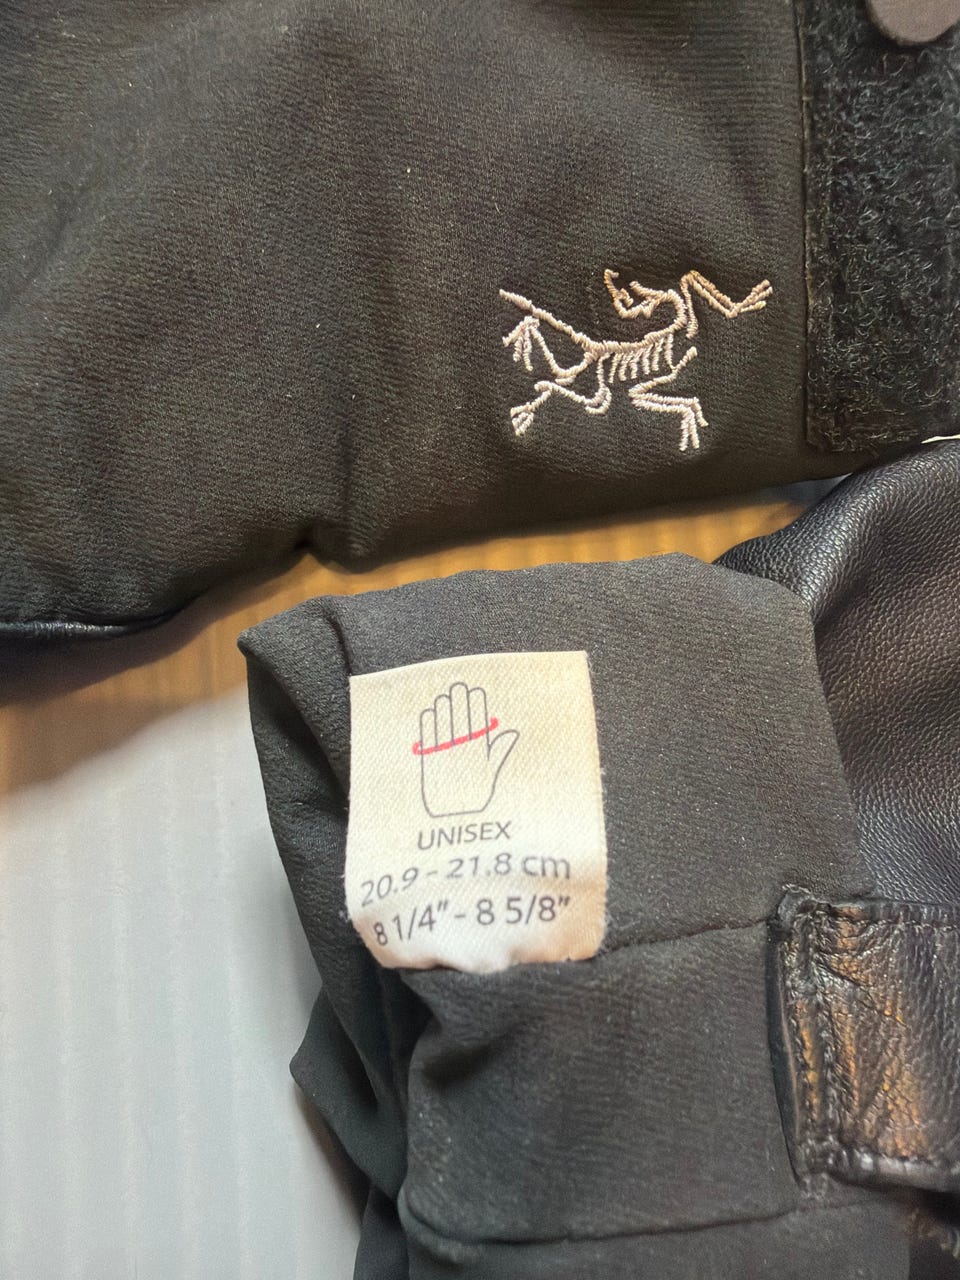 UNISEX
20.9 - 21.8 cm
8 1/4" - 8 5/8"